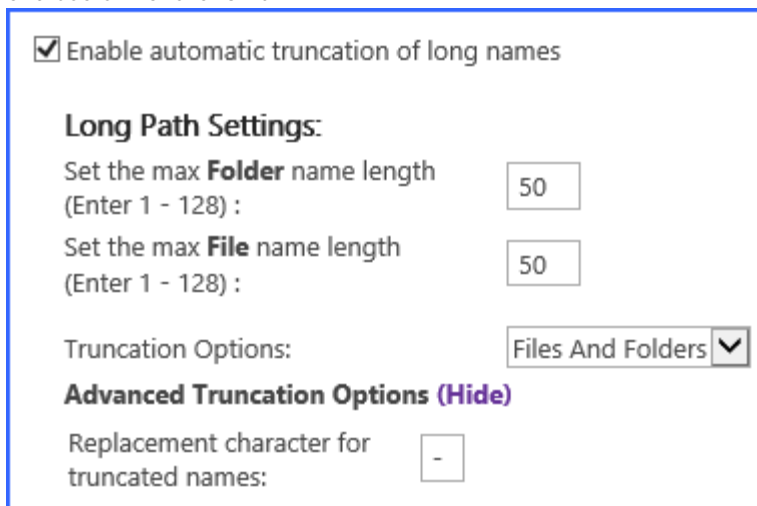 Enable automatic truncation of long names
Long Path Settings:
Set the max Folder name length
(Enter 1 - 128) :
50
Set the max File name length
(Enter 1 - 128) :
50
Truncation Options:
Files And Folders
Advanced Truncation Options (Hide)
Replacement character for
truncated names:
-